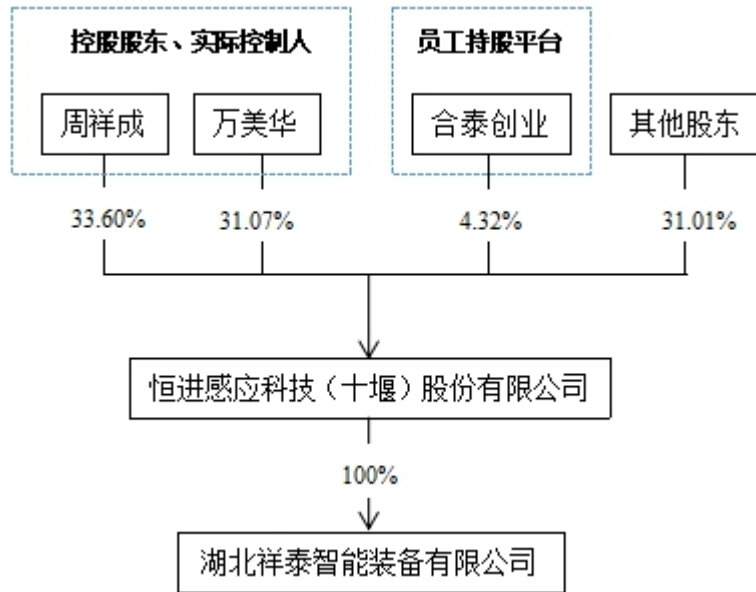 控股股东、实际控制人
员工持股平台
周祥成
万美华
合泰创业
其他股东
33.60%
31.07%
4.32%
31.01%
恒进感应科技（十堰）股份有限公司
100%
湖北祥泰智能装备有限公司